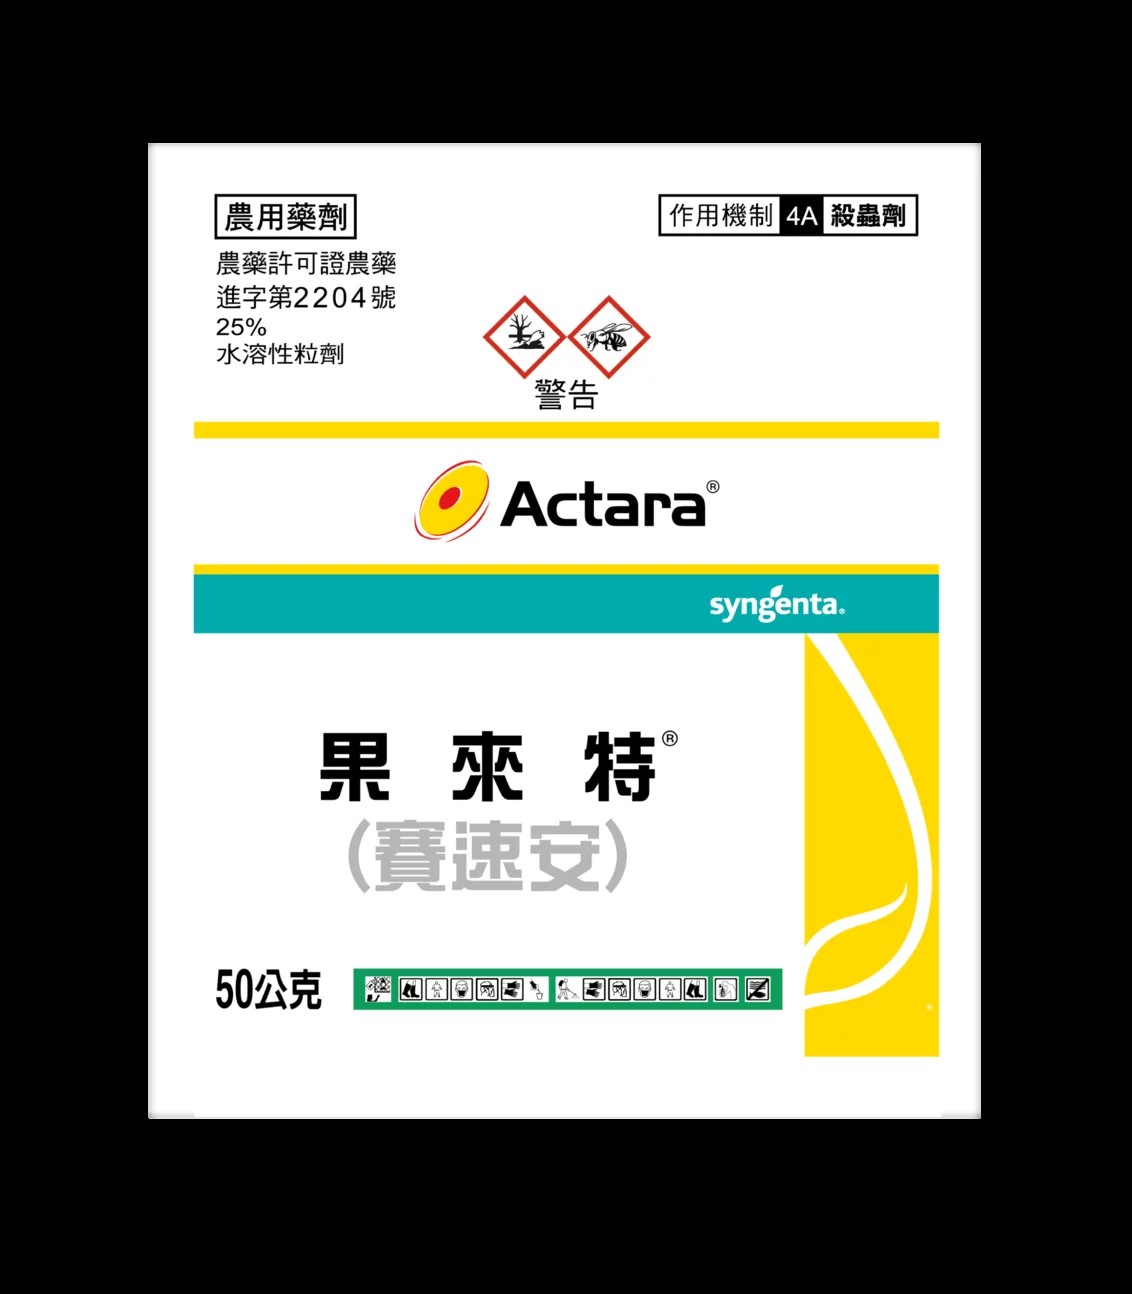 農用藥劑
作用機制 4A 殺蟲劑
農藥許可證農藥
進字第2204號
25%
水溶性粒劑
警告
Actara®
syngenta®
果來特®
(賽速安)
50公克